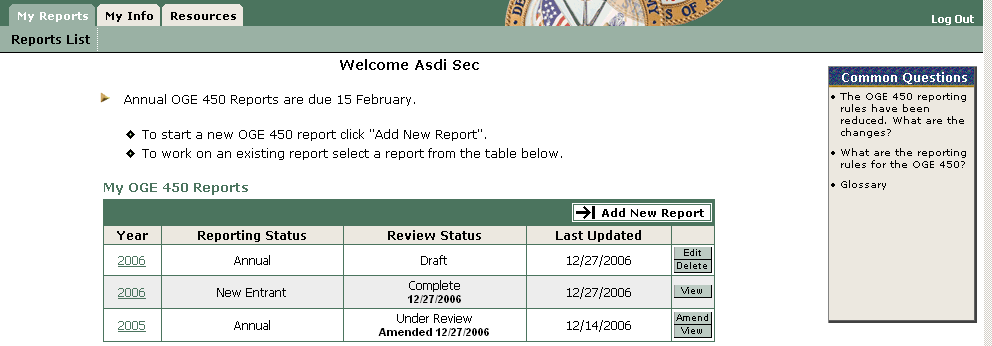 My Reports My Info Resources
Log Out
Reports List
Welcome Asdi Sec
Annual OGE 450 Reports are due 15 February.
To start a new OGE 450 report click "Add New Report".
To work on an existing report select a report from the table below.
My OGE 450 Reports
Add New Report
Year Reporting Status Review Status Last Updated
2006 Annual Draft 12/27/2006 Edit
Delete
2006 New Entrant Complete 12/27/2006 View
12/27/2006
2005 Annual Under Review 12/14/2006 Amend
Amended 12/27/2006 View
Common Questions
• The OGE 450 reporting
rules have been
reduced. What are the
changes?
• What are the reporting
rules for the OGE 450?
• Glossary